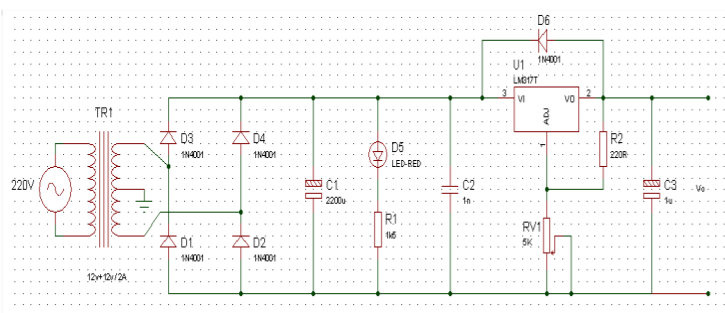 D6
1N4001
U1
LM317T
3 VI VO 2
ADJ
1
TR1
220V
12v+12v/2A
D3
1N4001
D4
1N4001
D1
1N4001
D2
1N4001
C1
2200u
D5
LED-RED
R1
1k5
C2
1n
R2
220R
RV1
5K
C3
1u
Vo